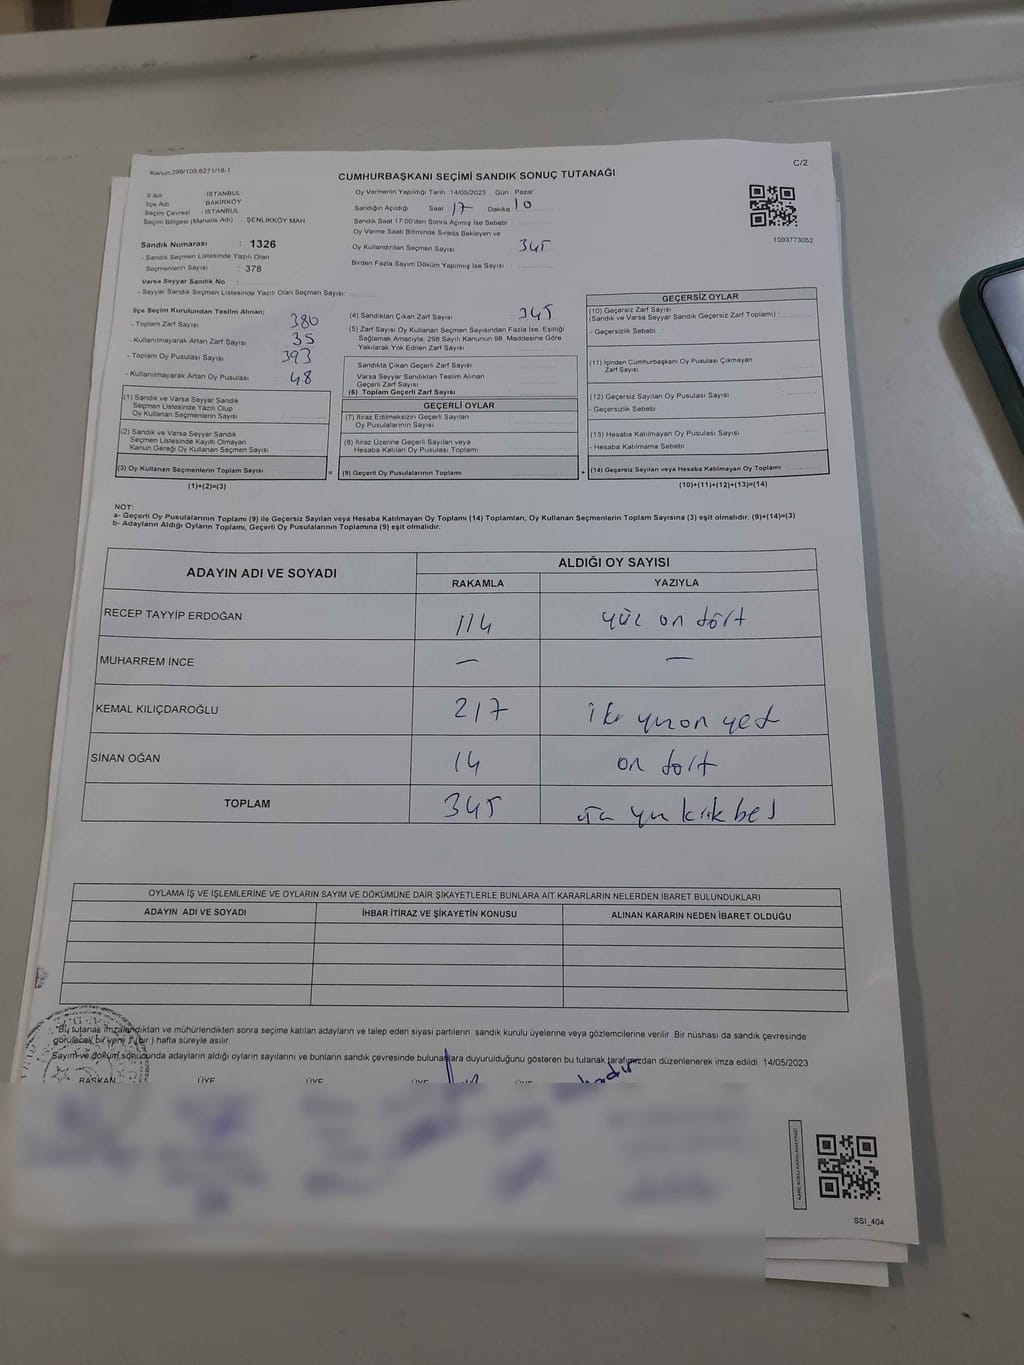 Kanun 298/105.6271/18-1
C/2
CUMHURBAŞKANI SEÇİMİ SANDIK SONUÇ TUTANAĞI
İl Adı : İSTANBUL
İlçe Adı : BAKIRKÖY
Seçim Çevresi : İSTANBUL
Seçim Bölgesi (Mahalle Adı) : ŞENLİKKÖY MAH.
Sandık Numarası : 1326
- Sandık Seçmen Listesinde Yazılı Olan
Seçmenlerin Sayısı : 378
Varsa Seyyar Sandık No :
- Seyyar Sandık Seçmen Listesinde Yazılı Olan Seçmen Sayısı:
Oy Vermenin Yapıldığı Tarih : 14/05/2023 Gün : Pazar
Sandığın Açıldığı Saat 17 Dakika 10
Sandık Saat 17.00'den Sonra Açılmış İse Sebebi
Oy Verme Saati Bitiminde Sırada Bekleyen ve
Oy Kullandırılan Seçmen Sayısı : 345
Birden Fazla Sayım Döküm Yapılmış İse Sayısı :
1093773052
İlçe Seçim Kurulundan Teslim Alınan;
- Toplam Zarf Sayısı : 380
- Kullanılmayarak Artan Zarf Sayısı : 35
- Toplam Oy Pusulası Sayısı : 393
- Kullanılmayarak Artan Oy Pusulası : 48
(1) Sandık ve Varsa Seyyar Sandık
Seçmen Listesinde Yazılı Olup
Oy Kullanan Seçmenlerin Sayısı
(2) Sandık ve Varsa Seyyar Sandık
Seçmen Listesinde Kayıtlı Olmayan
Kanun Gereği Oy Kullanan Seçmen Sayısı
(3) Oy Kullanan Seçmenlerin Toplam Sayısı
(1)+(2)=(3)
(4) Sandıktan Çıkan Zarf Sayısı : 345
(5) Zarf Sayısı Oy Kullanan Seçmen Sayısından Fazla İse, Eşitliği
Sağlamak Amacıyla, 298 Sayılı Kanunun 98. Maddesine Göre
Yakılarak Yok Edilen Zarf Sayısı
Sandıkta Çıkan Geçerli Zarf Sayısı
Varsa Seyyar Sandıktan Teslim Alınan
Geçerli Zarf Sayısı
(6) Toplam Geçerli Zarf Sayısı
GEÇERLİ OYLAR
(7) İtiraz Edilmeksizin Geçerli Sayılan
Oy Pusulalarının Sayısı
(8) İtiraz Üzerine Geçerli Sayılan veya
Hesaba Katılan Oy Pusulası Toplamı
= (9) Geçerli Oy Pusulalarının Toplamı +
GEÇERSİZ OYLAR
(10) Geçersiz Zarf Sayısı
(Sandık ve Varsa Seyyar Sandık Geçersiz Zarf Toplamı) :
- Geçersizlik Sebebi :
(11) İçinden Cumhurbaşkanı Oy Pusulası Çıkmayan
Zarf Sayısı
(12) Geçersiz Sayılan Oy Pusulası Sayısı :
- Geçersizlik Sebebi
(13) Hesaba Katılmayan Oy Pusulası Sayısı :
- Hesaba Katılmama Sebebi :
(14) Geçersiz Sayılan veya Hesaba Katılmayan Oy Toplamı
(10)+(11)+(12)+(13)=(14)
NOT:
a- Geçerli Oy Pusulalarının Toplamı (9) ile Geçersiz Sayılan veya Hesaba Katılmayan Oy Toplamı (14) Toplamları, Oy Kullanan Seçmenlerin Toplam Sayısına (3) eşit olmalıdır. (9)+(14)=(3)
b- Adayların Aldığı Oyların Toplamı, Geçerli Oy Pusulalarının Toplamına (9) eşit olmalıdır.
ADAYIN ADI VE SOYADI
ALDIĞI OY SAYISI
RAKAMLA YAZIYLA
RECEP TAYYİP ERDOĞAN 114 yüz on dört
MUHARREM İNCE — —
KEMAL KILIÇDAROĞLU 217 iki yüz on yedi
SİNAN OĞAN 14 on dört
TOPLAM 345 üç yüz kırk beş
OYLAMA İŞ VE İŞLEMLERİNE VE OYLARIN SAYIM VE DÖKÜMÜNE DAİR ŞİKAYETLERLE BUNLARA AİT KARARLARIN NELERDEN İBARET BULUNDUKLARI
ADAYIN ADI VE SOYADI İHBAR İTİRAZ VE ŞİKAYETİN KONUSU ALINAN KARARIN NEDEN İBARET OLDUĞU
"Bu tutanak imzalandıktan ve mühürlendikten sonra seçime katılan adayların ve talep eden siyasi partilerin sandık kurulu üyelerine veya gözlemcilerine verilir. Bir nüshası da sandık çevresinde
görülecek bir yere 1 (bir) hafta süreyle asılır.
Sayım ve döküm sonucunda adayların aldığı oyların sayılarını ve bunların sandık çevresinde bulunanlara duyurulduğunu gösteren bu tutanak tarafımızdan düzenlenerek imza edildi. 14/05/2023
BAŞKAN ÜYE ÜYE ÜYE ÜYE
SSİ_404